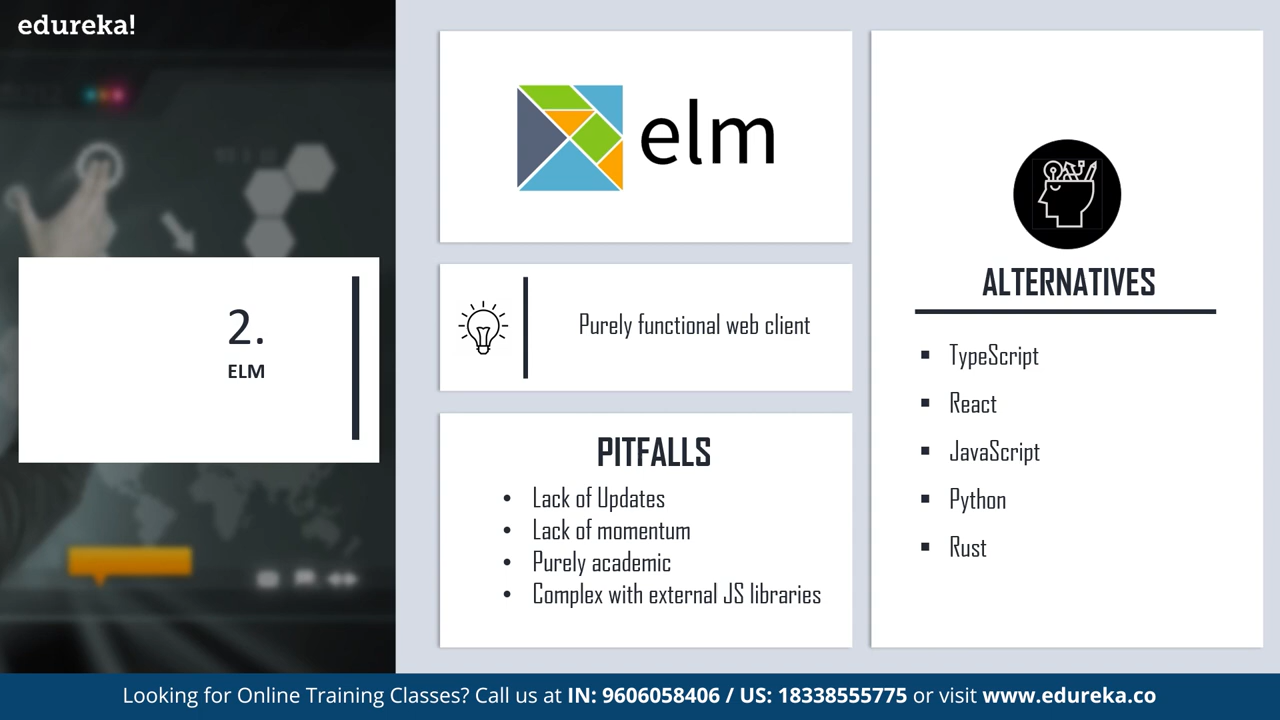 edureka!
2.
ELM
elm
Purely functional web client
PITFALLS
• Lack of Updates
• Lack of momentum
• Purely academic
• Complex with external JS libraries
ALTERNATIVES
▪ TypeScript
▪ React
▪ JavaScript
▪ Python
▪ Rust
Looking for Online Training Classes? Call us at IN: 9606058406 / US: 18338555775 or visit www.edureka.co